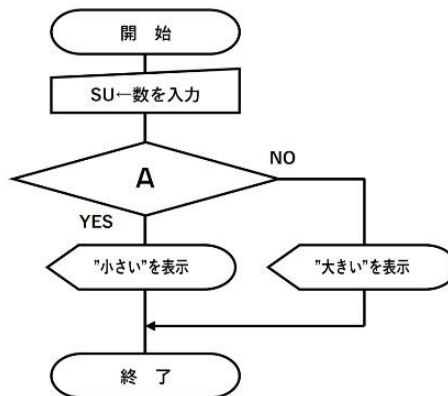 開 始
SU←数を入力
A
NO
YES
”小さい”を表示
”大きい”を表示
終 了